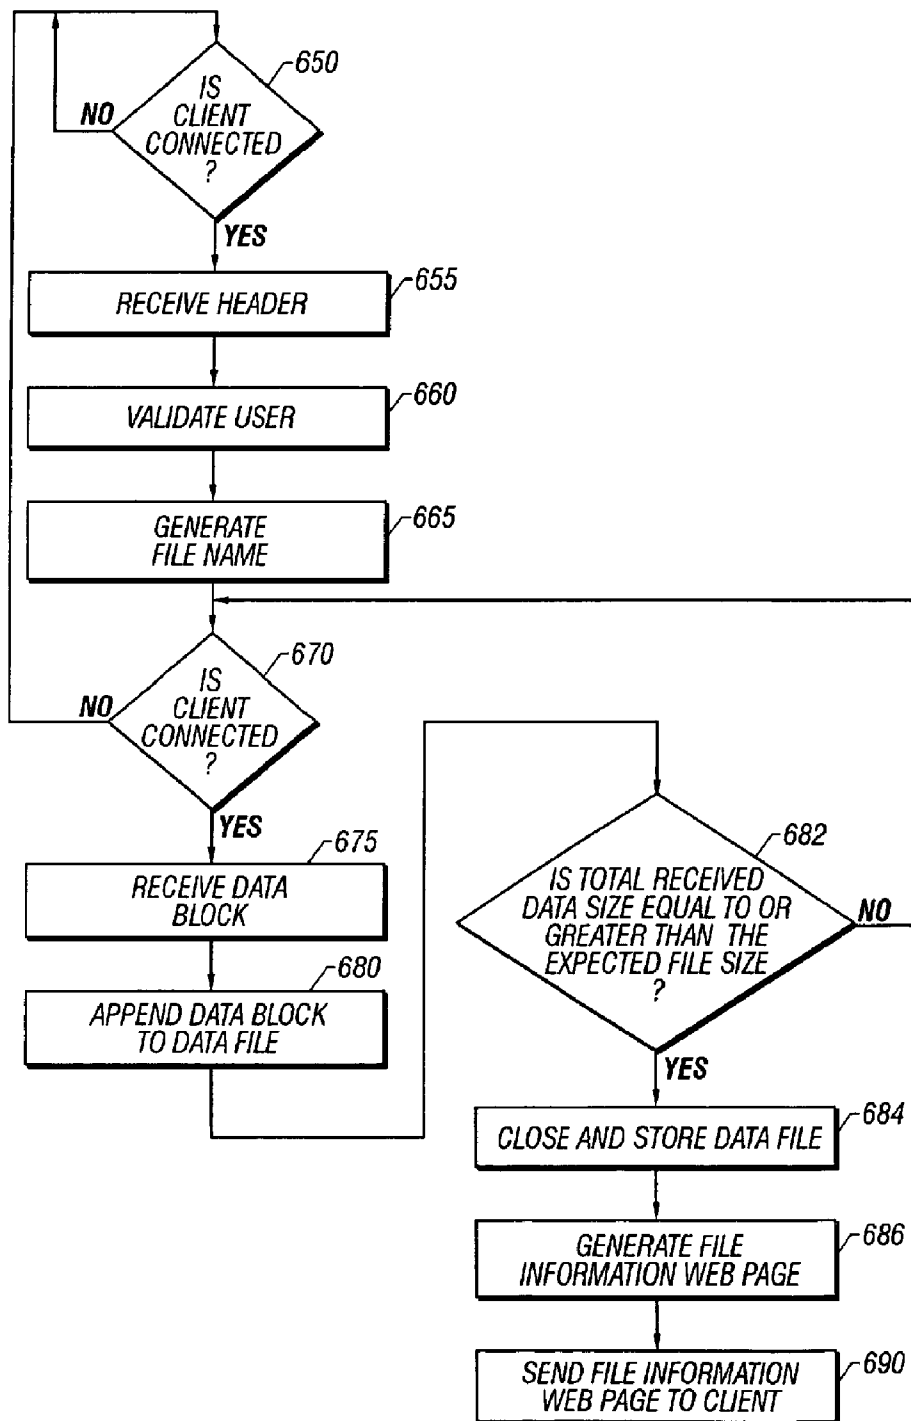 650
IS
CLIENT
CONNECTED
?
NO
YES
655
RECEIVE HEADER
660
VALIDATE USER
665
GENERATE
FILE NAME
670
IS
CLIENT
CONNECTED
?
NO
YES
675
RECEIVE DATA
BLOCK
680
APPEND DATA BLOCK
TO DATA FILE
682
IS TOTAL RECEIVED
DATA SIZE EQUAL TO OR
GREATER THAN THE
EXPECTED FILE SIZE
?
NO
YES
684
CLOSE AND STORE DATA FILE
686
GENERATE FILE
INFORMATION WEB PAGE
690
SEND FILE INFORMATION
WEB PAGE TO CLIENT